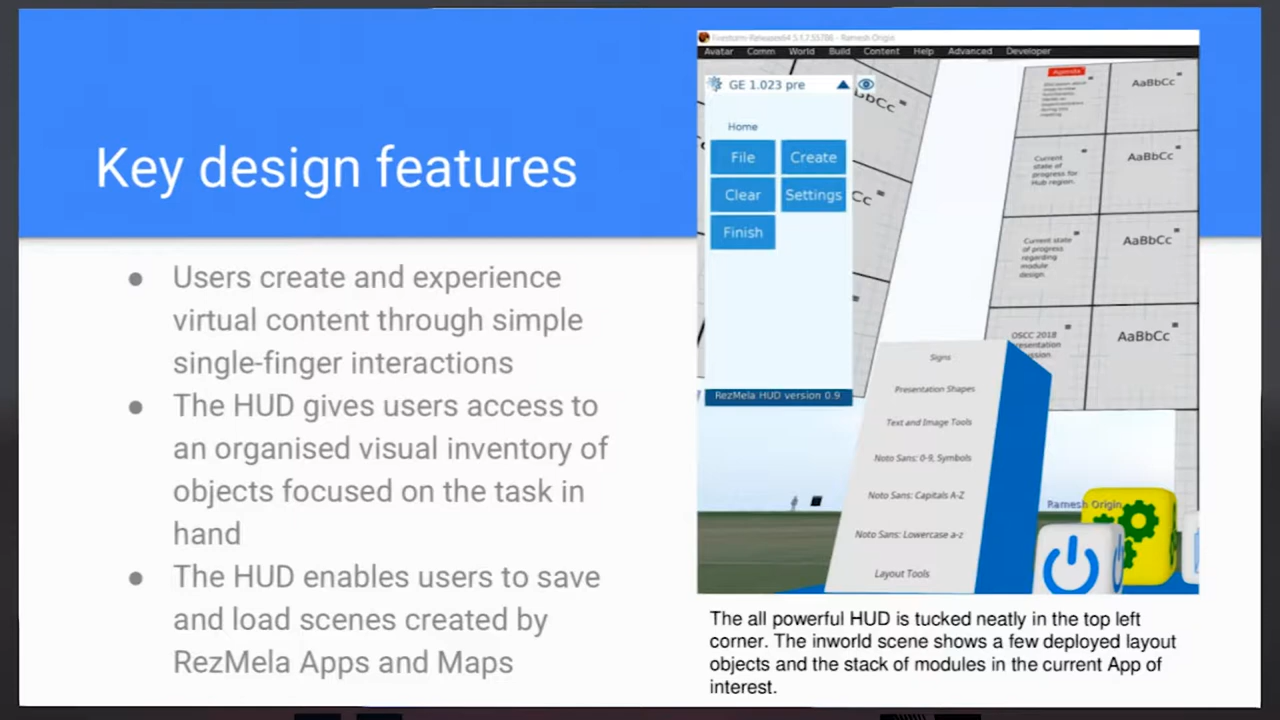 Key design features
● Users create and experience
virtual content through simple
single-finger interactions
● The HUD gives users access to
an organised visual inventory of
objects focused on the task in
hand
● The HUD enables users to save
and load scenes created by
RezMela Apps and Maps
Ramesh Origin
Avatar Comm World Build Content Help Advanced Developer
GE 1.023 pre
Home
File Create
Clear Settings
Finish
RezMela HUD version 0.9
Agenda
AaBbCc
Current
state of
progress for
Hub region.
AaBbCc
Current state
of progress
regarding
module
design.
AaBbCc
OSCC 2018
AaBbCc
Signs
Presentation Shapes
Text and Image Tools
Noto Sans: 0-9, Symbols
Noto Sans: Capitals A-Z
Noto Sans: Lowercase a-z
Layout Tools
Ramesh Origin
The all powerful HUD is tucked neatly in the top left
corner. The inworld scene shows a few deployed layout
objects and the stack of modules in the current App of
interest.